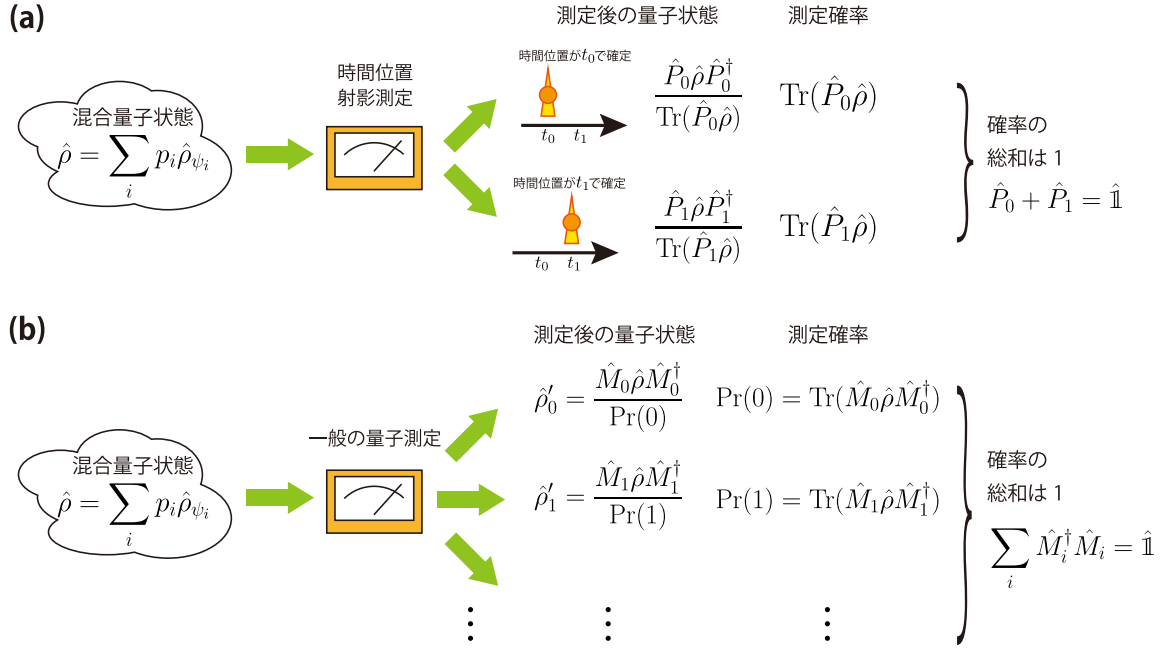 (a)
測定後の量子状態
測定確率
混合量子状態
$\hat{\rho} = \sum_i p_i \hat{\rho}_{\psi_i}$
時間位置
射影測定
時間位置が$t_0$で確定
$t_0$ $t_1$
$\frac{\hat{P}_0 \hat{\rho} \hat{P}_0^\dagger}{\mathrm{Tr}(\hat{P}_0 \hat{\rho})}$
$\mathrm{Tr}(\hat{P}_0 \hat{\rho})$
時間位置が$t_1$で確定
$t_0$ $t_1$
$\frac{\hat{P}_1 \hat{\rho} \hat{P}_1^\dagger}{\mathrm{Tr}(\hat{P}_1 \hat{\rho})}$
$\mathrm{Tr}(\hat{P}_1 \hat{\rho})$
確率の
総和は 1
$\hat{P}_0 + \hat{P}_1 = \hat{\mathbb{1}}$
(b)
測定後の量子状態
測定確率
混合量子状態
$\hat{\rho} = \sum_i p_i \hat{\rho}_{\psi_i}$
一般の量子測定
$\hat{\rho}'_0 = \frac{\hat{M}_0 \hat{\rho} \hat{M}_0^\dagger}{\mathrm{Pr}(0)}$
$\mathrm{Pr}(0) = \mathrm{Tr}(\hat{M}_0 \hat{\rho} \hat{M}_0^\dagger)$
$\hat{\rho}'_1 = \frac{\hat{M}_1 \hat{\rho} \hat{M}_1^\dagger}{\mathrm{Pr}(1)}$
$\mathrm{Pr}(1) = \mathrm{Tr}(\hat{M}_1 \hat{\rho} \hat{M}_1^\dagger)$
⋮ ⋮ ⋮
確率の
総和は 1
$\sum_i \hat{M}_i^\dagger \hat{M}_i = \hat{\mathbb{1}}$